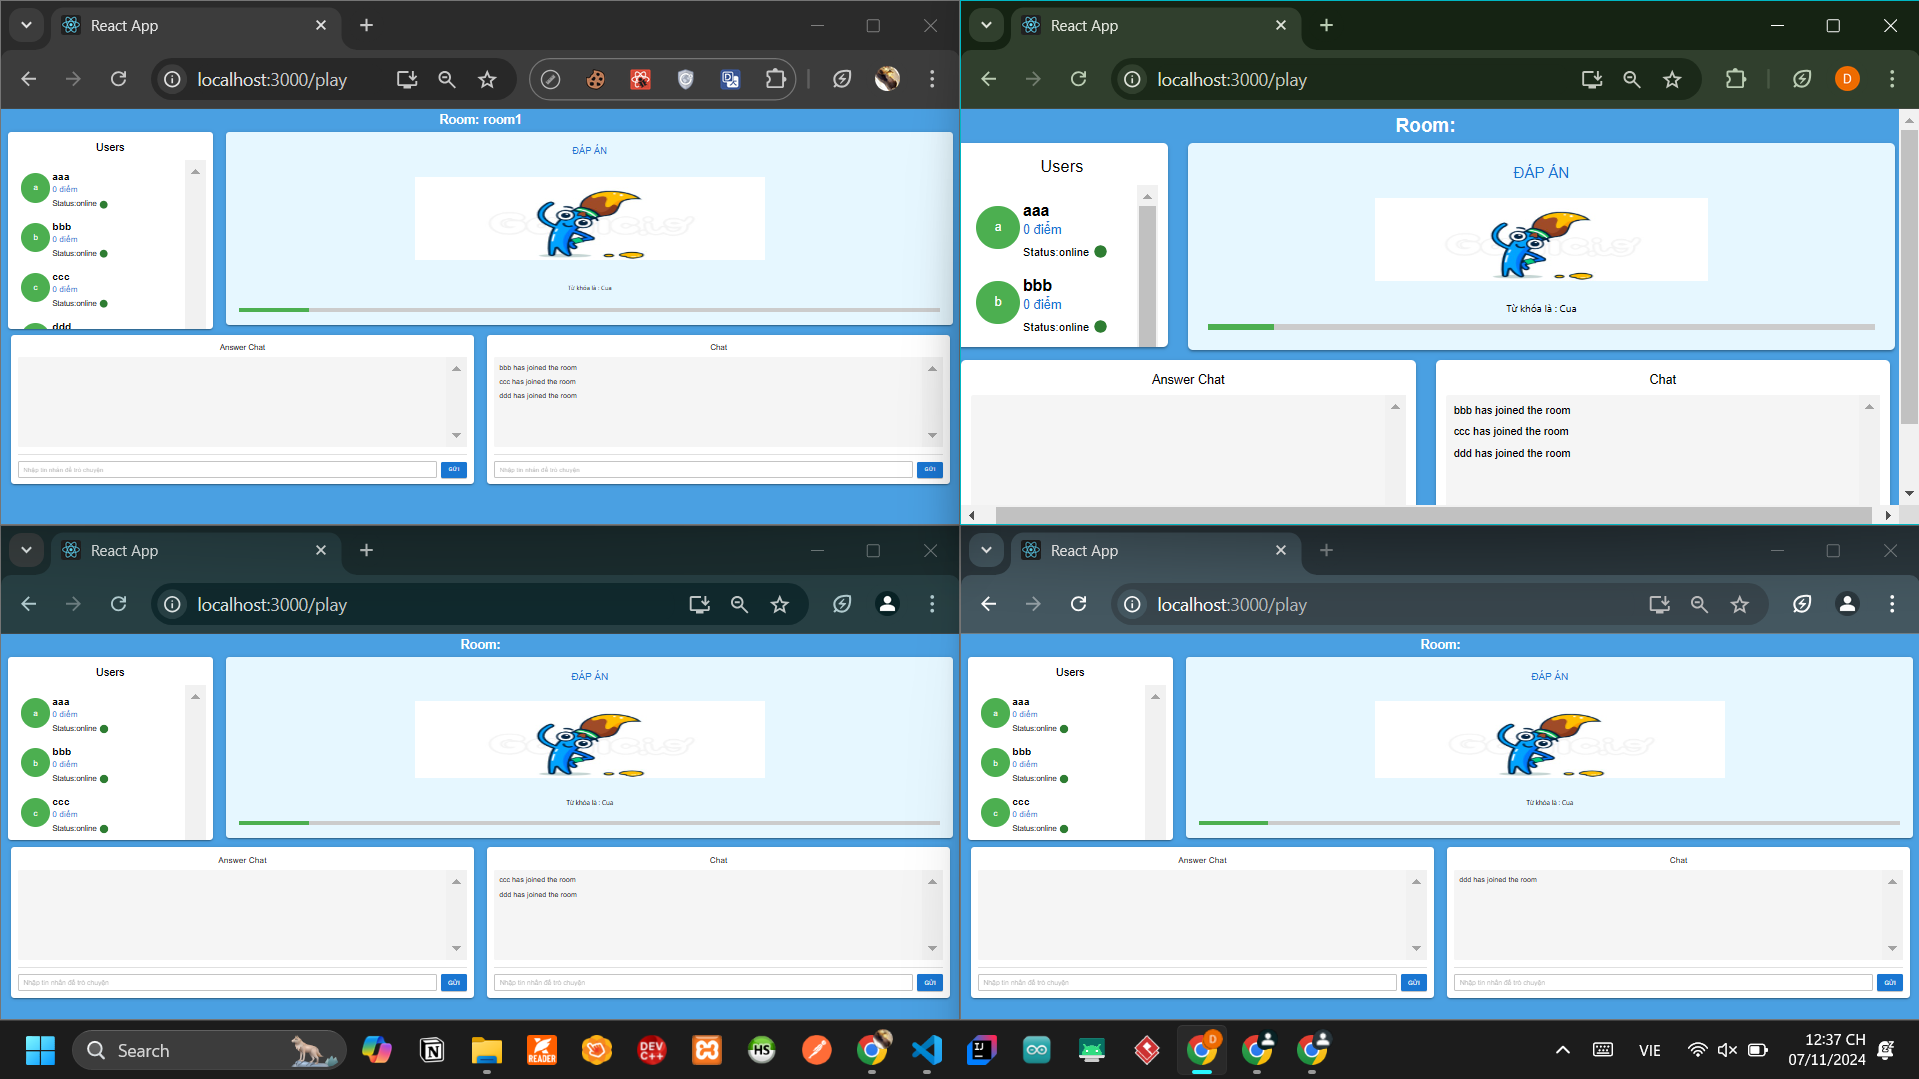 React App
localhost:3000/play
Room: room1
Users
a
aaa
0 điểm
Status:online
b
bbb
0 điểm
Status:online
c
ccc
0 điểm
Status:online
ddd
ĐÁP ÁN
Từ khóa là : Cua
Answer Chat
Nhập tin nhắn để trò chuyện
GỬI
Chat
bbb has joined the room
ccc has joined the room
ddd has joined the room
Nhập tin nhắn để trò chuyện
GỬI
React App
localhost:3000/play
D
Room:
Users
a
aaa
0 điểm
Status:online
b
bbb
0 điểm
Status:online
ĐÁP ÁN
Từ khóa là : Cua
Answer Chat
Chat
bbb has joined the room
ccc has joined the room
ddd has joined the room
React App
localhost:3000/play
Room:
Users
a
aaa
0 điểm
Status:online
b
bbb
0 điểm
Status:online
c
ccc
0 điểm
Status:online
ĐÁP ÁN
Từ khóa là : Cua
Answer Chat
Nhập tin nhắn để trò chuyện
GỬI
Chat
ccc has joined the room
ddd has joined the room
Nhập tin nhắn để trò chuyện
GỬI
React App
localhost:3000/play
Room:
Users
a
aaa
0 điểm
Status:online
b
bbb
0 điểm
Status:online
c
ccc
0 điểm
Status:online
ĐÁP ÁN
Từ khóa là : Cua
Answer Chat
Nhập tin nhắn để trò chuyện
GỬI
Chat
ddd has joined the room
Nhập tin nhắn để trò chuyện
GỬI
Search
READER
DEV C++
HS
IJ
D
VIE
12:37 CH
07/11/2024